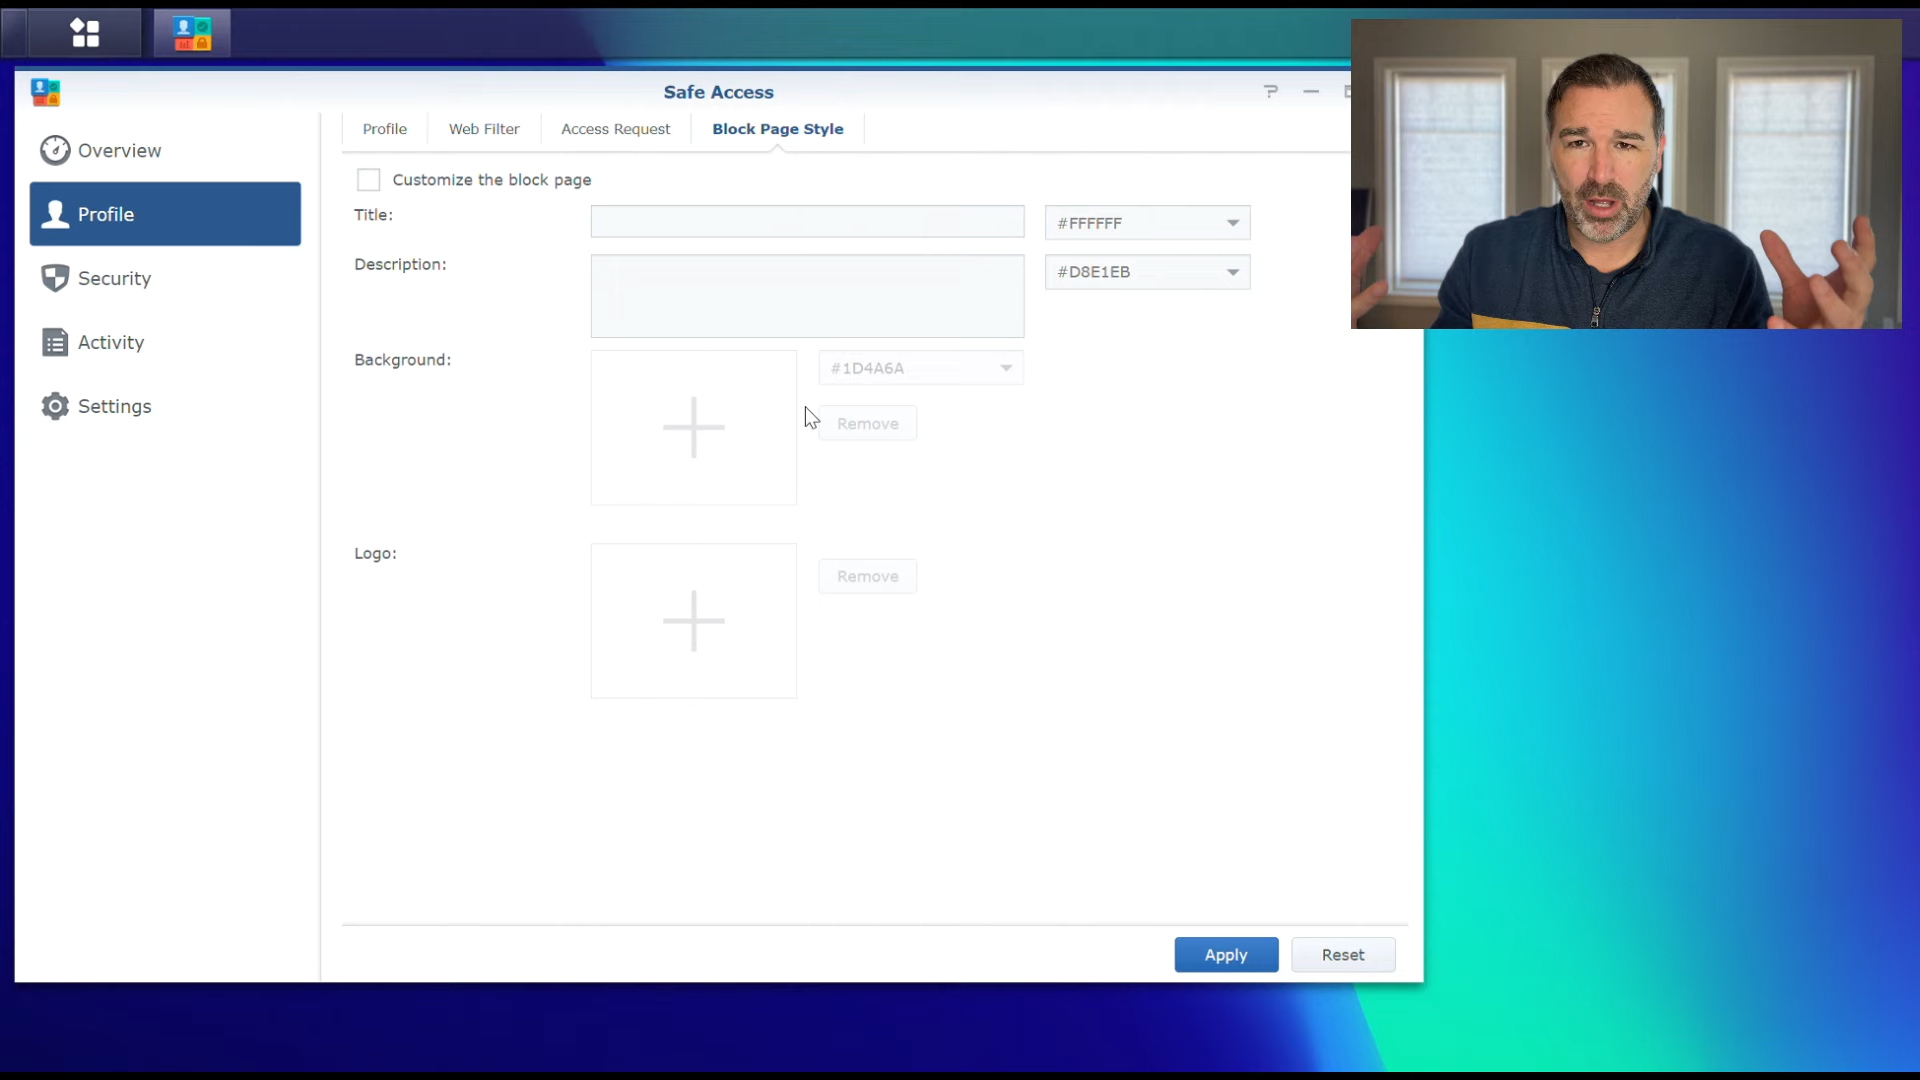 Safe Access
Overview
Profile
Security
Activity
Settings
Profile
Web Filter
Access Request
Block Page Style
Customize the block page
Title:
#FFFFFF
Description:
#D8E1EB
Background:
#1D4A6A
Remove
Logo:
Remove
Apply
Reset